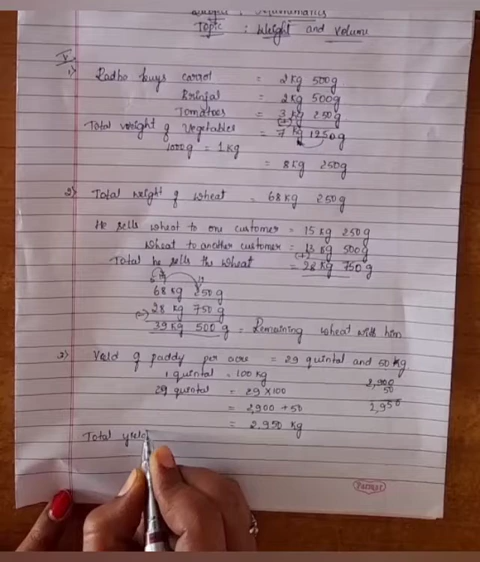 Topic : Weight and volume
V.
1) Radha buys carrot = 2 kg 500 g
Brinjal = 2 kg 500 g
Tomatoes = 3 kg 250 g
(+)
Total weight of vegetables = 7 kg 1250 g
1000 g = 1 kg
= 8 kg 250 g
2) Total weight of wheat = 68 kg 250 g
He sells wheat to one customer = 15 kg 250 g
Wheat to another customer = 13 kg 500 g
(+)
Total he sells the wheat = 28 kg 750 g
68 kg 250 g
(-) 28 kg 750 g
39 kg 500 g = Remaining wheat with him
3) Yield of paddy per acre = 29 quintal and 50 kg
1 quintal = 100 kg 2,900
29 quintal = 29 × 100 50
= 2,900 + 50 2,950
= 2,950 kg
Total yield